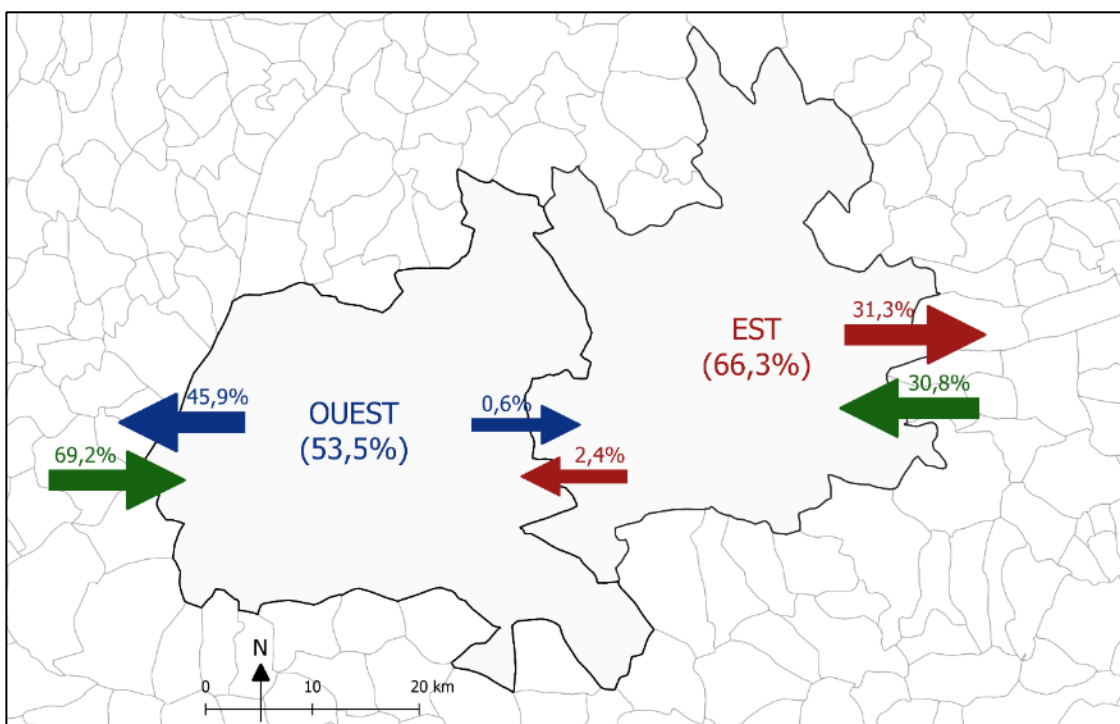 31,3%
EST
(66,3%)
30,8%
45,9%
OUEST
(53,5%)
0,6%
69,2%
2,4%
N
0 10 20 km